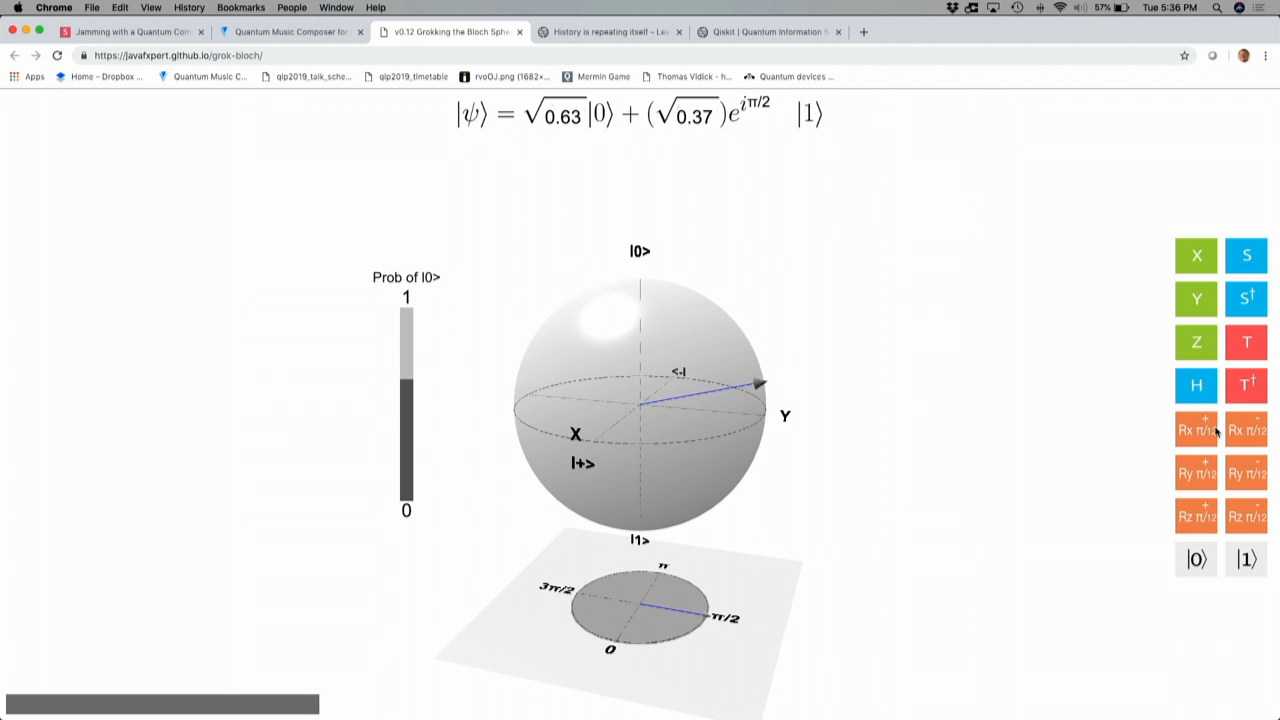 Chrome File Edit View History Bookmarks People Window Help 57% Tue 5:36 PM
Jamming with a Quantum Com Quantum Music Composer for v0.12 Grokking the Bloch Sphe History is repeating itself - Lea Qiskit | Quantum Information S
https://javafxpert.github.io/grok-bloch/
Apps Home – Dropbox ... Quantum Music C... qip2019_talk_sche... qip2019_timetable rvoOJ.png (1682×... Mermin Game Thomas Vidick - h... Quantum devices ...
|ψ⟩ = √0.63|0⟩ + (√0.37)e^{iπ/2} |1⟩
|0>
Prob of |0>
1
0
<-|
Y
X
|+>
|1>
π
3π/2
π/2
0
X S
Y S†
Z T
H T†
Rx π/12 + Rx π/12 -
Ry π/12 + Ry π/12 -
Rz π/12 + Rz π/12 -
|0⟩ |1⟩